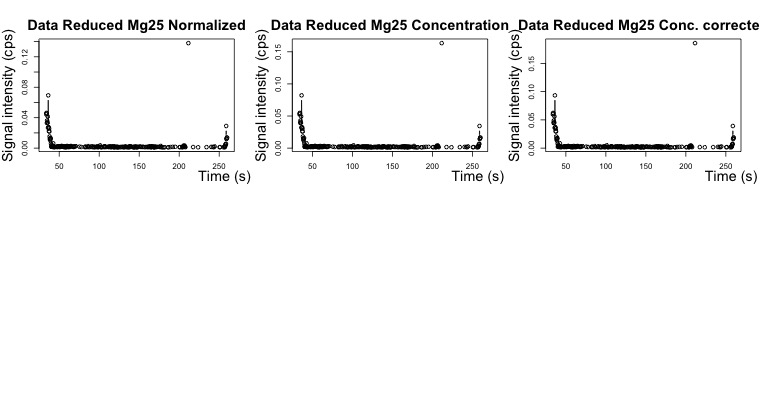 Data Reduced Mg25 Normalized
Signal intensity (cps)
0.00 0.04 0.08 0.12
50 100 150 200 250
Time (s)
Data Reduced Mg25 Concentration
Signal intensity (cps)
0.00 0.05 0.10 0.15
50 100 150 200 250
Time (s)
Data Reduced Mg25 Conc. correcte
Signal intensity (cps)
0.00 0.05 0.10 0.15
50 100 150 200 250
Time (s)